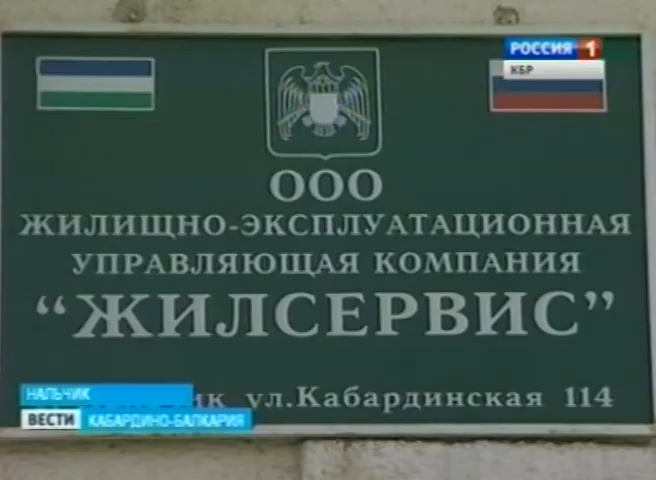 РОССИЯ 1
КБР
ООО
ЖИЛИЩНО-ЭКСПЛУАТАЦИОННАЯ
УПРАВЛЯЮЩАЯ КОМПАНИЯ
“ЖИЛСЕРВИС”
ул.Кабардинская 114
НАЛЬЧИК
ВЕСТИ КАБАРДИНО-БАЛКАРИЯ